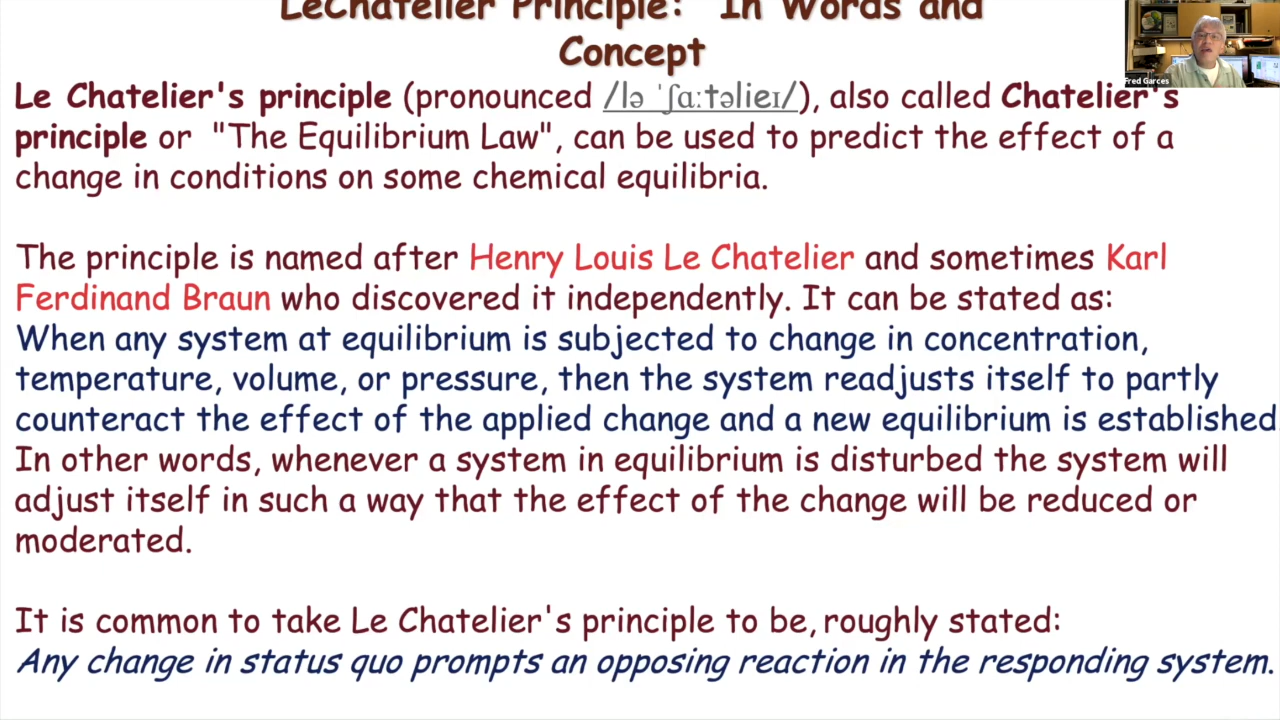 LeChatelier Principle: In Words and
Concept
Fred Garces
Le Chatelier's principle (pronounced /lə ˈʃɑːtəlieɪ/), also called Chatelier's
principle or "The Equilibrium Law", can be used to predict the effect of a
change in conditions on some chemical equilibria.
The principle is named after Henry Louis Le Chatelier and sometimes Karl
Ferdinand Braun who discovered it independently. It can be stated as:
When any system at equilibrium is subjected to change in concentration,
temperature, volume, or pressure, then the system readjusts itself to partly
counteract the effect of the applied change and a new equilibrium is established.
In other words, whenever a system in equilibrium is disturbed the system will
adjust itself in such a way that the effect of the change will be reduced or
moderated.
It is common to take Le Chatelier's principle to be, roughly stated:
Any change in status quo prompts an opposing reaction in the responding system.